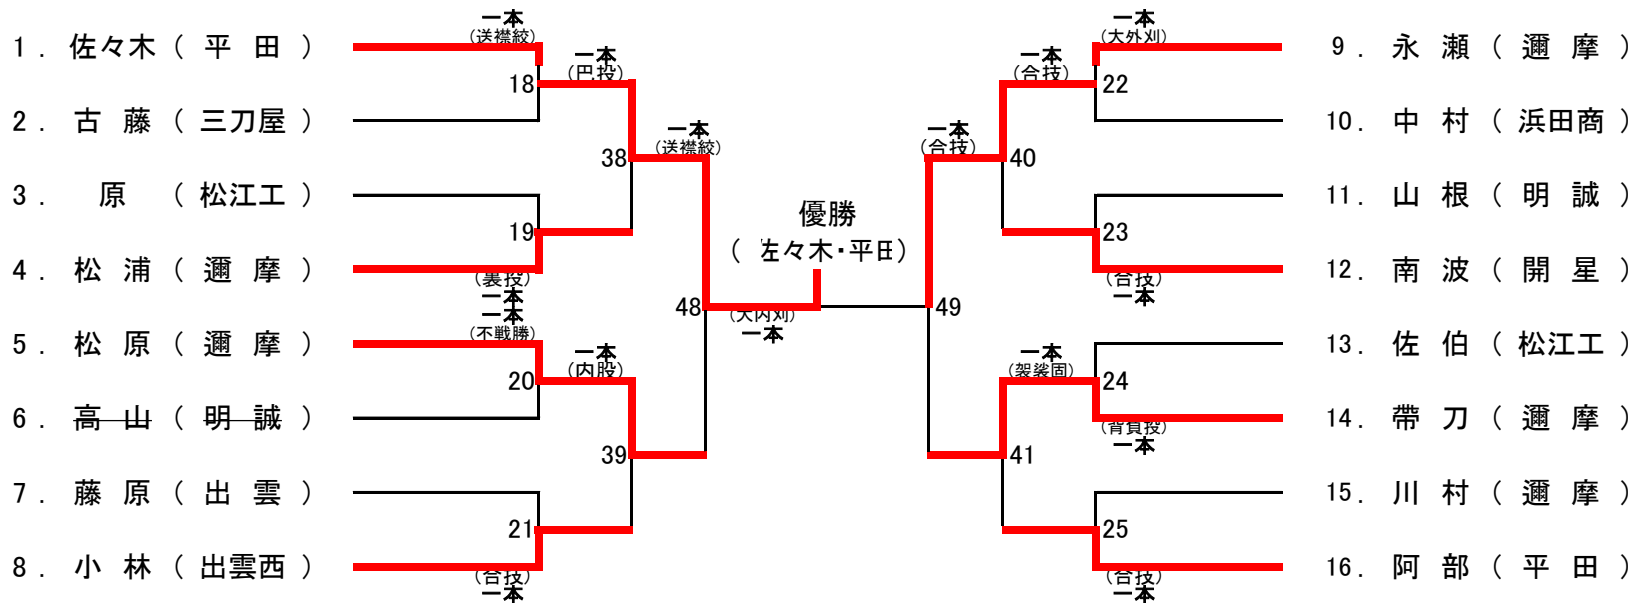 一本
(送襟絞)
1. 佐々木 ( 平 田 )
一本
(巴投)
18
2. 古 藤 ( 三刀屋 )
一本
(送襟絞)
38
3. 原 ( 松江工 )
19
4. 松 浦 ( 邇 摩 )
(裏投)
一本
一本
(不戦勝)
5. 松 原 ( 邇 摩 )
一本
(内股)
20
6. 高 山 ( 明 誠 )
39
7. 藤 原 ( 出 雲 )
21
8. 小 林 ( 出雲西 )
(合技)
一本
優勝
( 佐々木・平田)
48
(大内刈)
一本
49
一本
(大外刈)
9. 永 瀬 ( 邇 摩 )
一本
(合技)
22
10. 中 村 ( 浜田商 )
一本
(合技)
40
11. 山 根 ( 明 誠 )
23
12. 南 波 ( 開 星 )
(合技)
一本
13. 佐 伯 ( 松江工 )
一本
(袈裟固)
24
14. 帶 刀 ( 邇 摩 )
(背負投)
一本
41
15. 川 村 ( 邇 摩 )
25
16. 阿 部 ( 平 田 )
(合技)
一本